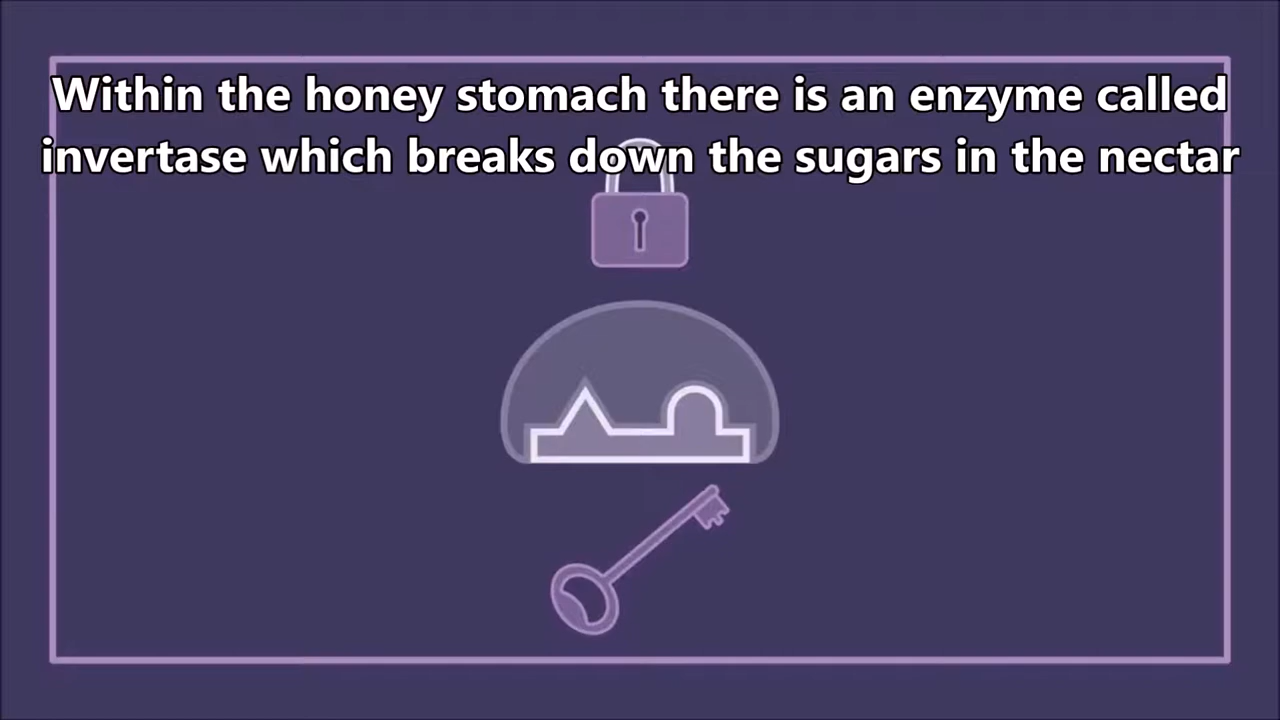 Within the honey stomach there is an enzyme called
invertase which breaks down the sugars in the nectar